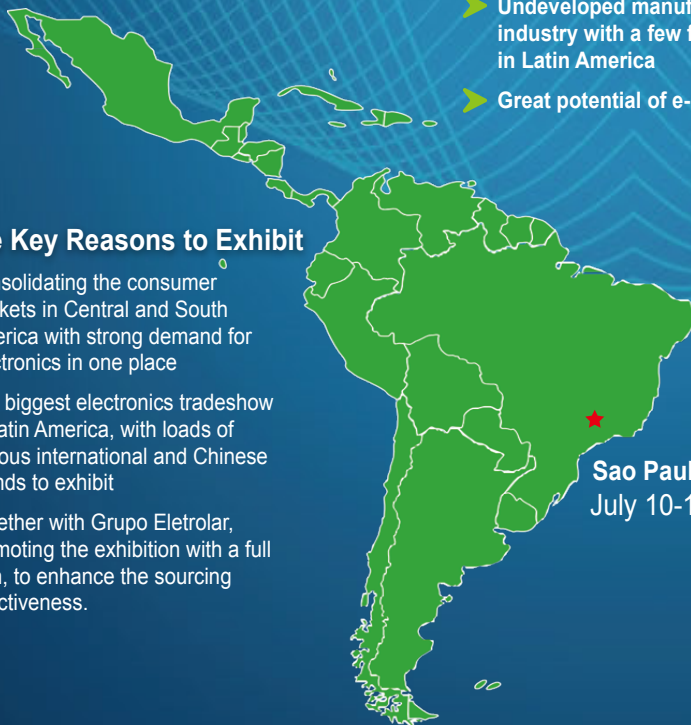 Undeveloped manuf
industry with a few f
in Latin America
Great potential of e-
e Key Reasons to Exhibit
nsolidating the consumer
kets in Central and South
erica with strong demand for
ctronics in one place
biggest electronics tradeshow
atin America, with loads of
ous international and Chinese
nds to exhibit
ether with Grupo Eletrolar,
moting the exhibition with a full
n, to enhance the sourcing
ctiveness.
Sao Paul
July 10-1